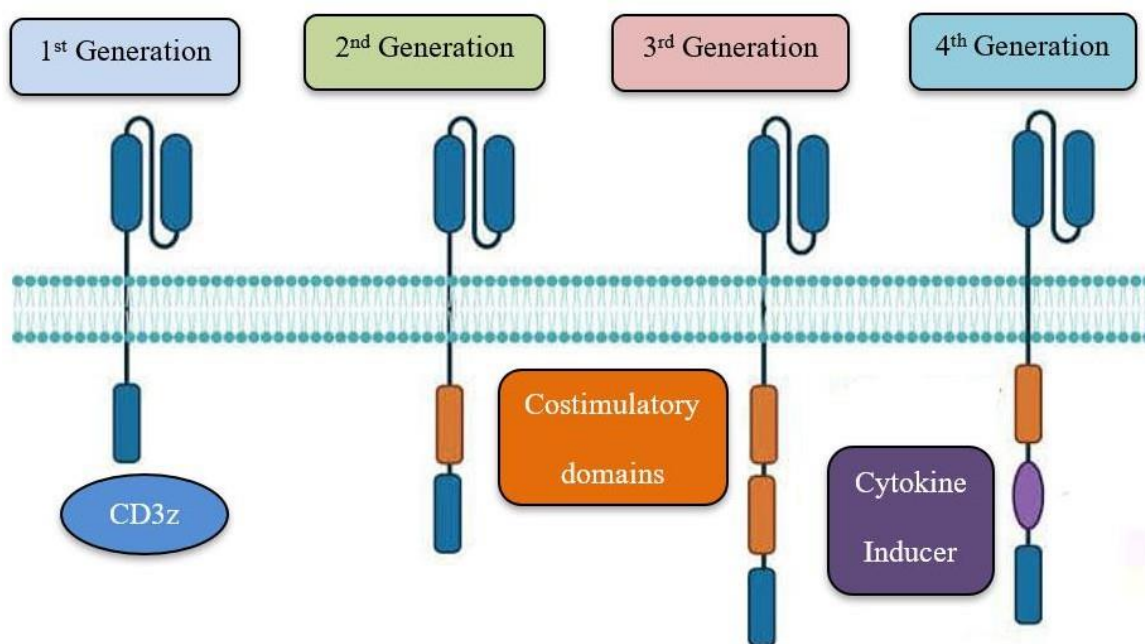 1st Generation
2nd Generation
3rd Generation
4th Generation
Costimulatory
domains
CD3z
Cytokine
Inducer